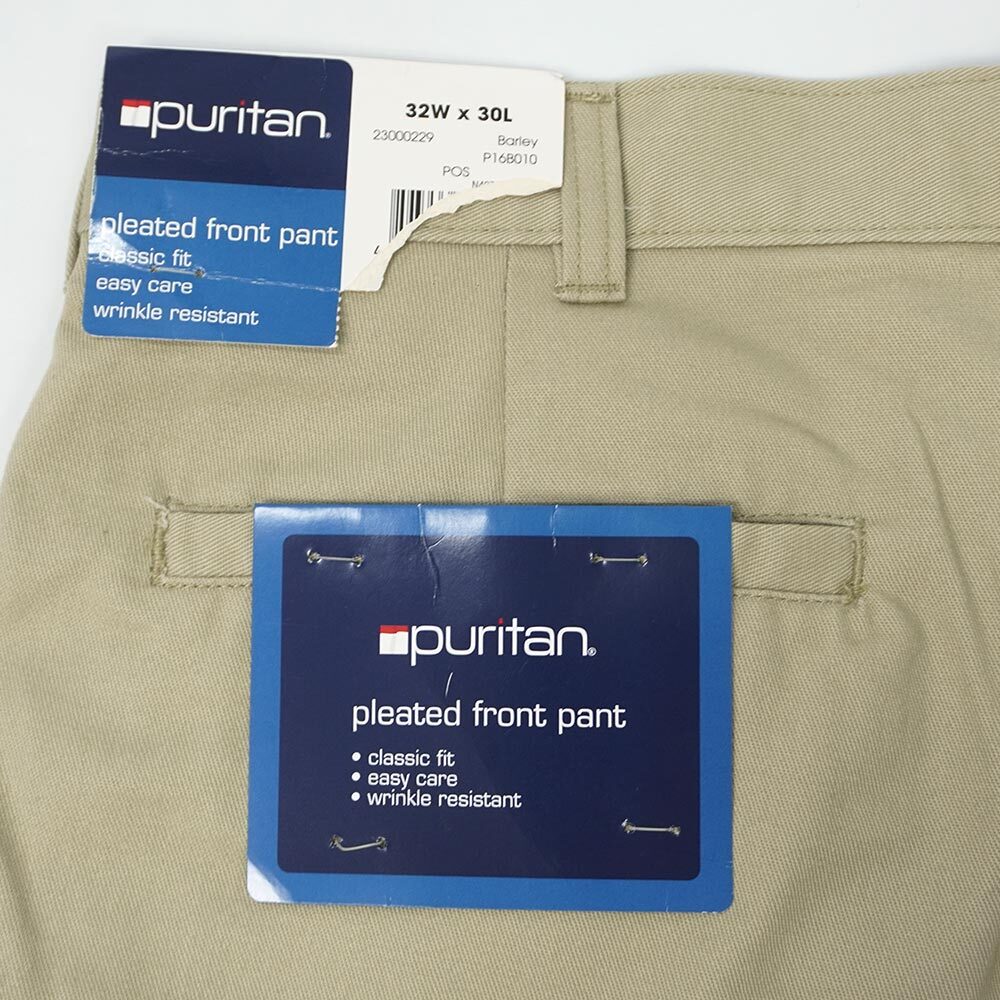 puritan®
pleated front pant
classic fit
easy care
wrinkle resistant
32W x 30L
23000229 Barley
P16B010
POS
puritan®
pleated front pant
• classic fit
• easy care
• wrinkle resistant